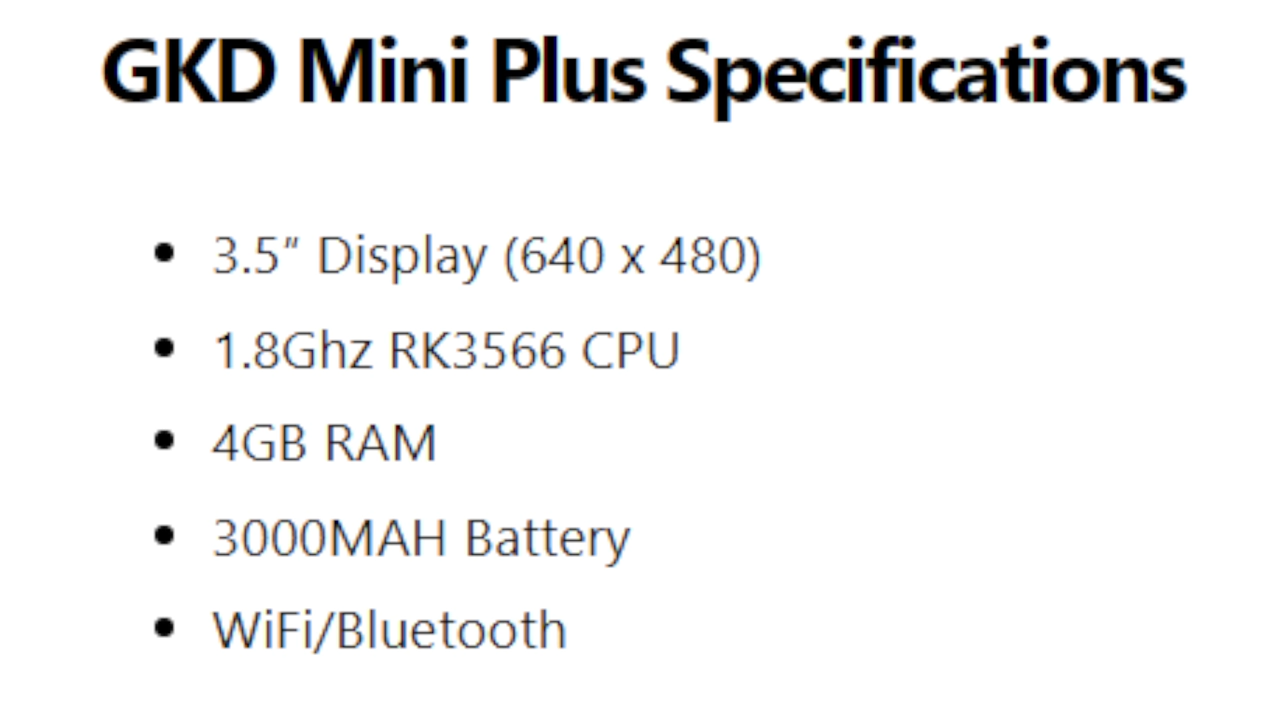 GKD Mini Plus Specifications
• 3.5″ Display (640 x 480)
• 1.8Ghz RK3566 CPU
• 4GB RAM
• 3000MAH Battery
• WiFi/Bluetooth